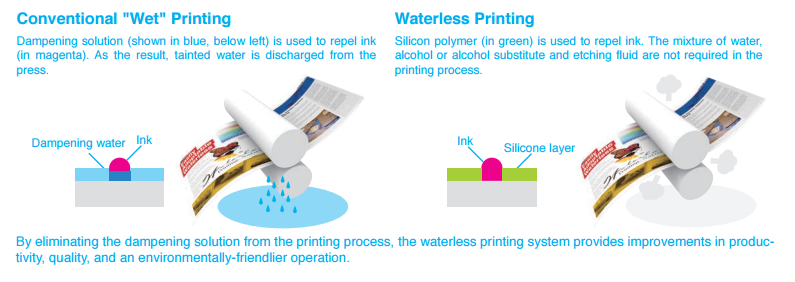 Conventional "Wet" Printing
Dampening solution (shown in blue, below left) is used to repel ink
(in magenta). As the result, tainted water is discharged from the
press.
Dampening water
Ink
Waterless Printing
Silicon polymer (in green) is used to repel ink. The mixture of water,
alcohol or alcohol substitute and etching fluid are not required in the
printing process.
Ink
Silicone layer
By eliminating the dampening solution from the printing process, the waterless printing system provides improvements in produc-
tivity, quality, and an environmentally-friendlier operation.